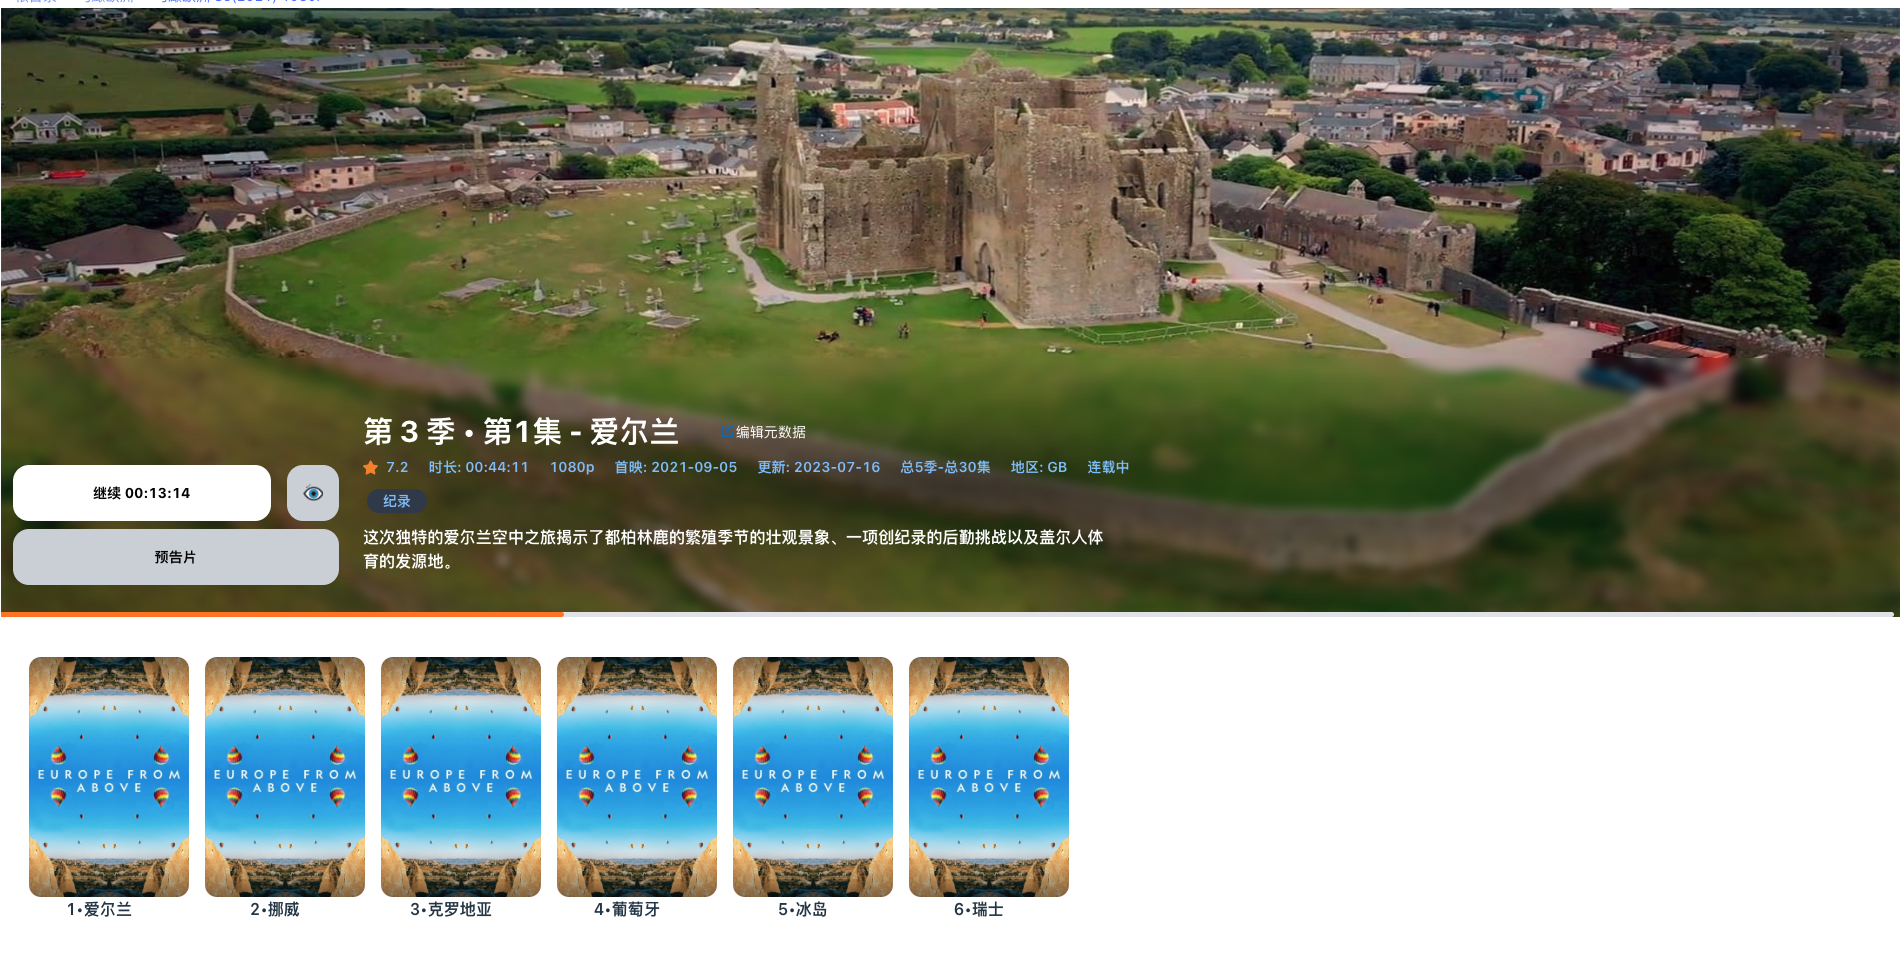 第 3 季 • 第1集 - 爱尔兰
编辑元数据
7.2 时长: 00:44:11 1080p 首映: 2021-09-05 更新: 2023-07-16 总5季-总30集 地区: GB 连载中
继续 00:13:14
纪录
预告片
这次独特的爱尔兰空中之旅揭示了都柏林鹿的繁殖季节的壮观景象、一项创纪录的后勤挑战以及盖尔人体
育的发源地。
EUROPE FROM
ABOVE
EUROPE FROM
ABOVE
EUROPE FROM
ABOVE
EUROPE FROM
ABOVE
EUROPE FROM
ABOVE
EUROPE FROM
ABOVE
1•爱尔兰
2•挪威
3•克罗地亚
4•葡萄牙
5•冰岛
6•瑞士